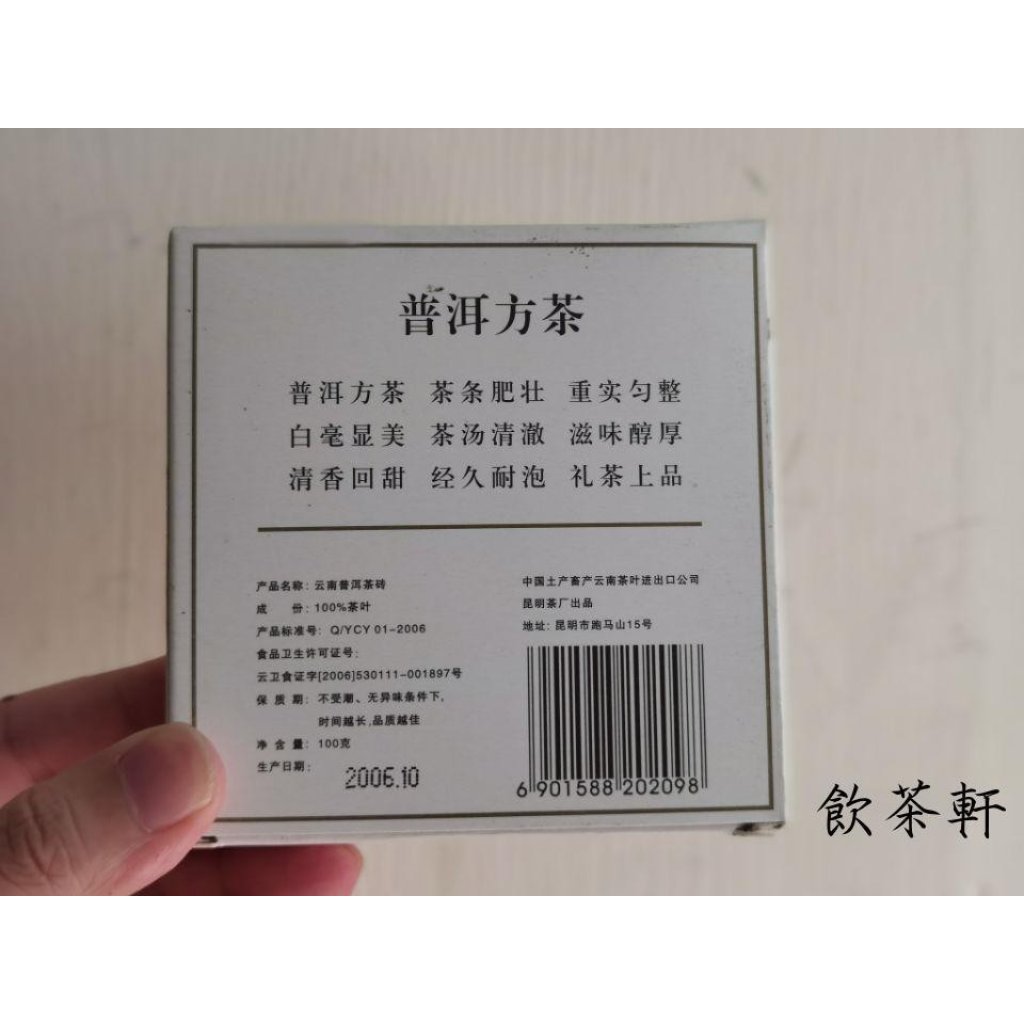 普洱方茶
普洱方茶 茶条肥壮 重实匀整
白毫显美 茶汤清澈 滋味醇厚
清香回甜 经久耐泡 礼茶上品
产品名称: 云南普洱茶砖
成 份: 100%茶叶
产品标准号: Q/YCY 01-2006
食品卫生许可证号:
云卫食证字[2006]530111-001897号
保 质 期: 不受潮、无异味条件下,
时间越长,品质越佳
净 含 量: 100克
生产日期: 2006.10
中国土产畜产云南茶叶进出口公司
昆明茶厂出品
地址: 昆明市跑马山15号
6 901588 202098
飲茶軒